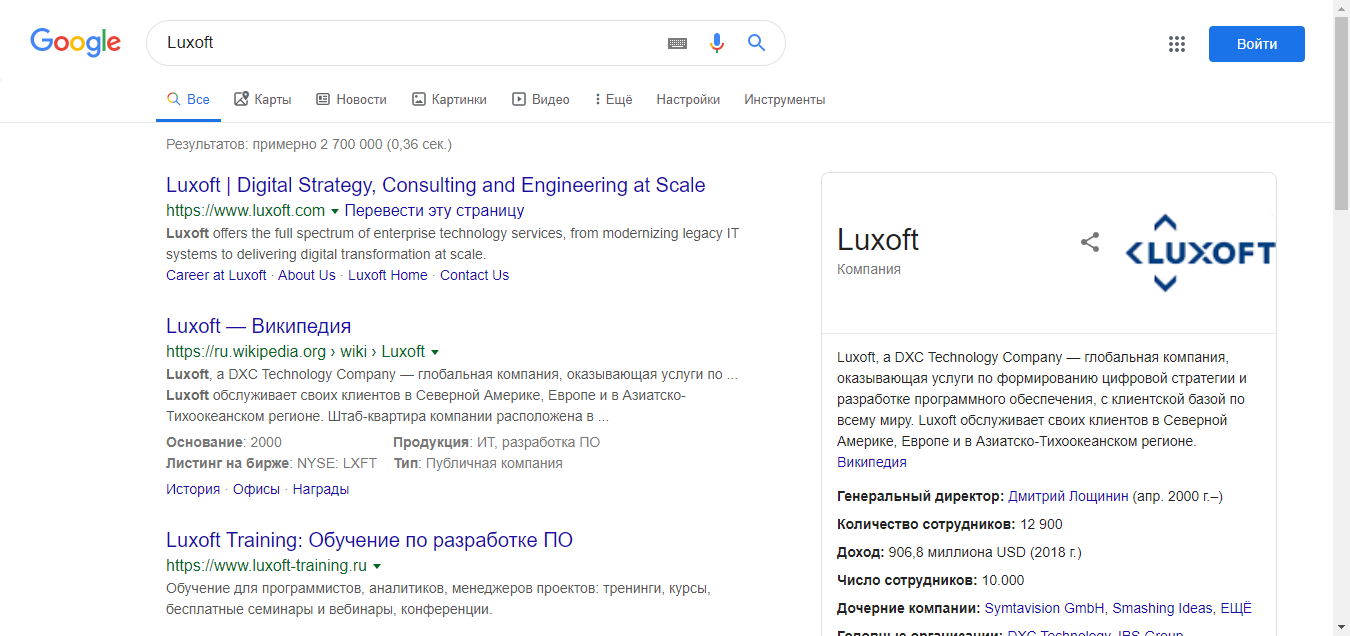 Google
Luxoft
Войти
Все Карты Новости Картинки Видео Ещё Настройки Инструменты
Результатов: примерно 2 700 000 (0,36 сек.)
Luxoft | Digital Strategy, Consulting and Engineering at Scale
https://www.luxoft.com Перевести эту страницу
Luxoft offers the full spectrum of enterprise technology services, from modernizing legacy IT
systems to delivering digital transformation at scale.
Career at Luxoft · About Us · Luxoft Home · Contact Us
Luxoft — Википедия
https://ru.wikipedia.org › wiki › Luxoft
Luxoft, a DXC Technology Company — глобальная компания, оказывающая услуги по ...
Luxoft обслуживает своих клиентов в Северной Америке, Европе и в Азиатско-
Тихоокеанском регионе. Штаб-квартира компании расположена в ...
Основание: 2000 Продукция: ИТ, разработка ПО
Листинг на бирже: NYSE: LXFT Тип: Публичная компания
История · Офисы · Награды
Luxoft Training: Обучение по разработке ПО
https://www.luxoft-training.ru
Обучение для программистов, аналитиков, менеджеров проектов: тренинги, курсы,
бесплатные семинары и вебинары, конференции.
Luxoft
Компания
LUXOFT
Luxoft, a DXC Technology Company — глобальная компания,
оказывающая услуги по формированию цифровой стратегии и
разработке программного обеспечения, с клиентской базой по
всему миру. Luxoft обслуживает своих клиентов в Северной
Америке, Европе и в Азиатско-Тихоокеанском регионе.
Википедия
Генеральный директор: Дмитрий Лощинин (апр. 2000 г.–)
Количество сотрудников: 12 900
Доход: 906,8 миллиона USD (2018 г.)
Число сотрудников: 10.000
Дочерние компании: Symtavision GmbH, Smashing Ideas, ЕЩЁ
Головные организации: DXC Technology, IBS Group